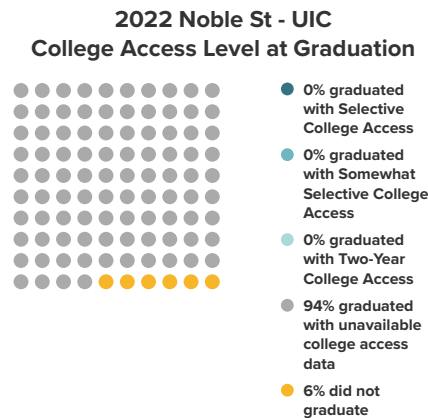 2022 Noble St - UIC
College Access Level at Graduation
0% graduated
with Selective
College Access
0% graduated
with Somewhat
Selective College
Access
0% graduated
with Two-Year
College Access
94% graduated
with unavailable
college access
data
6% did not
graduate